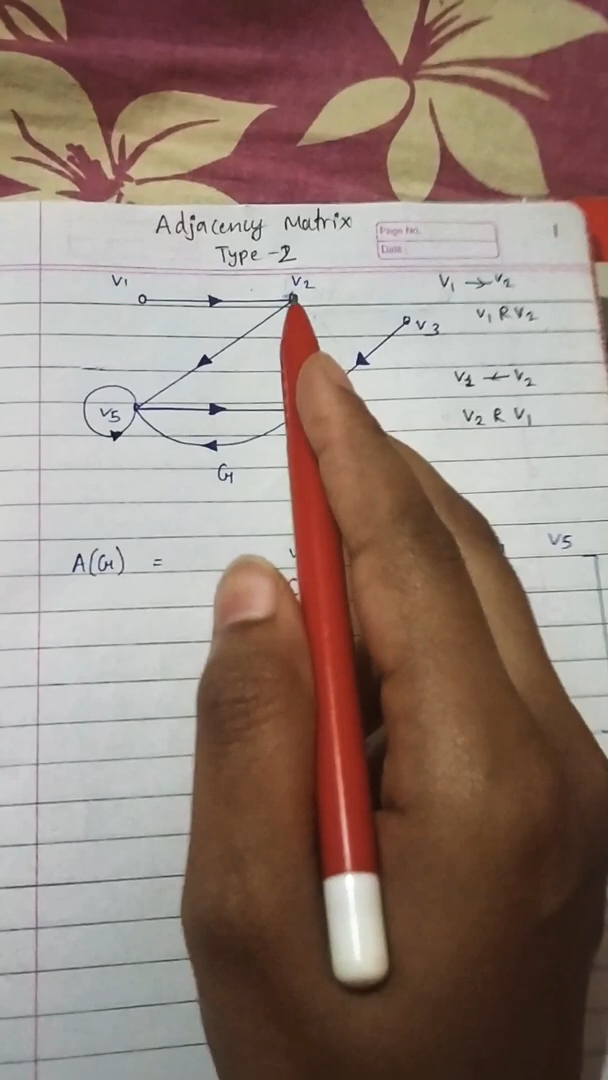 Adjacency Matrix
Type -2
Page No.
Date
1
V1
V2
V1 → V2
V1 R V2
V3
V1 ← V2
V2 R V1
V5
G
A(G) =
V5